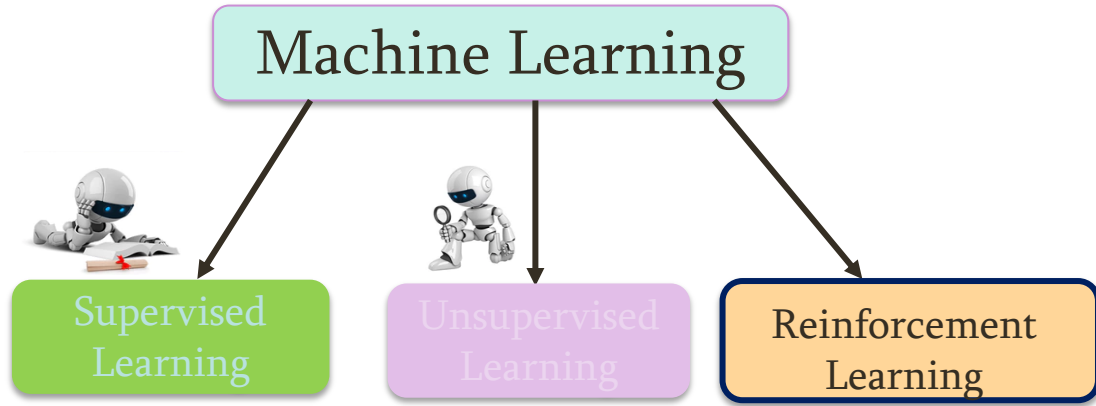 Machine Learning
Supervised
Learning
Unsupervised
Learning
Reinforcement
Learning